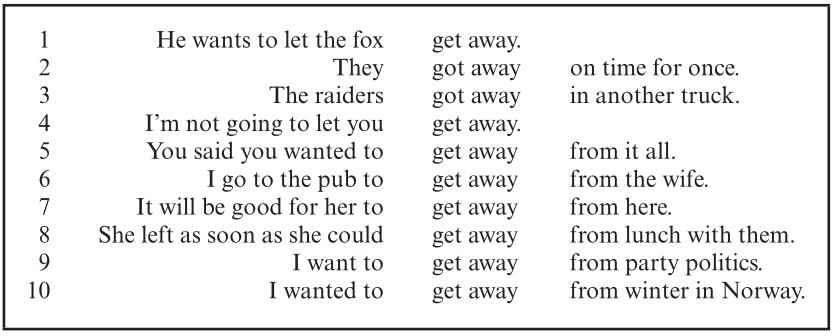 1 He wants to let the fox get away.
2 They got away on time for once.
3 The raiders got away in another truck.
4 I'm not going to let you get away.
5 You said you wanted to get away from it all.
6 I go to the pub to get away from the wife.
7 It will be good for her to get away from here.
8 She left as soon as she could get away from lunch with them.
9 I want to get away from party politics.
10 I wanted to get away from winter in Norway.